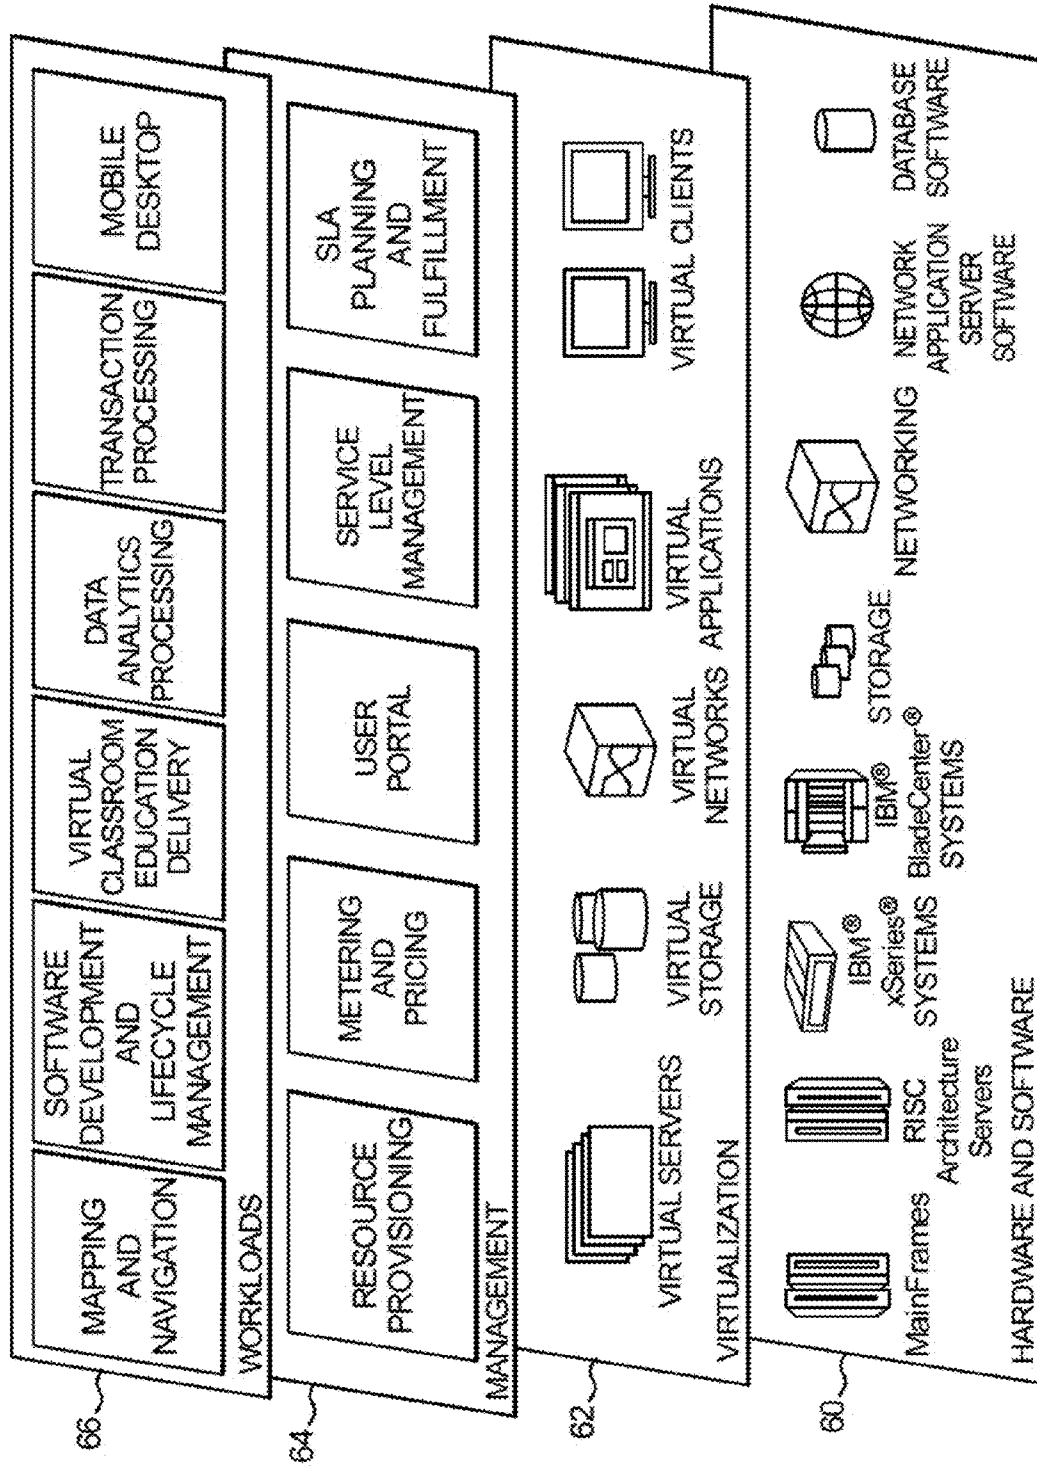 66
MAPPING
AND
NAVIGATION
SOFTWARE
DEVELOPMENT
AND
LIFECYCLE
MANAGEMENT
VIRTUAL
CLASSROOM
EDUCATION
DELIVERY
DATA
ANALYTICS
PROCESSING
TRANSACTION
PROCESSING
MOBILE
DESKTOP
WORKLOADS
64
RESOURCE
PROVISIONING
METERING
AND
PRICING
USER
PORTAL
SERVICE
LEVEL
MANAGEMENT
SLA
PLANNING
AND
FULFILLMENT
MANAGEMENT
62
VIRTUAL SERVERS
VIRTUAL
STORAGE
VIRTUAL
NETWORKS
VIRTUAL
APPLICATIONS
VIRTUAL CLIENTS
VIRTUALIZATION
60
MainFrames
RISC
Architecture
Servers
IBM®
xSeries®
SYSTEMS
IBM®
BladeCenter®
SYSTEMS
STORAGE
NETWORKING
NETWORK
APPLICATION
SERVER
SOFTWARE
DATABASE
SOFTWARE
HARDWARE AND SOFTWARE